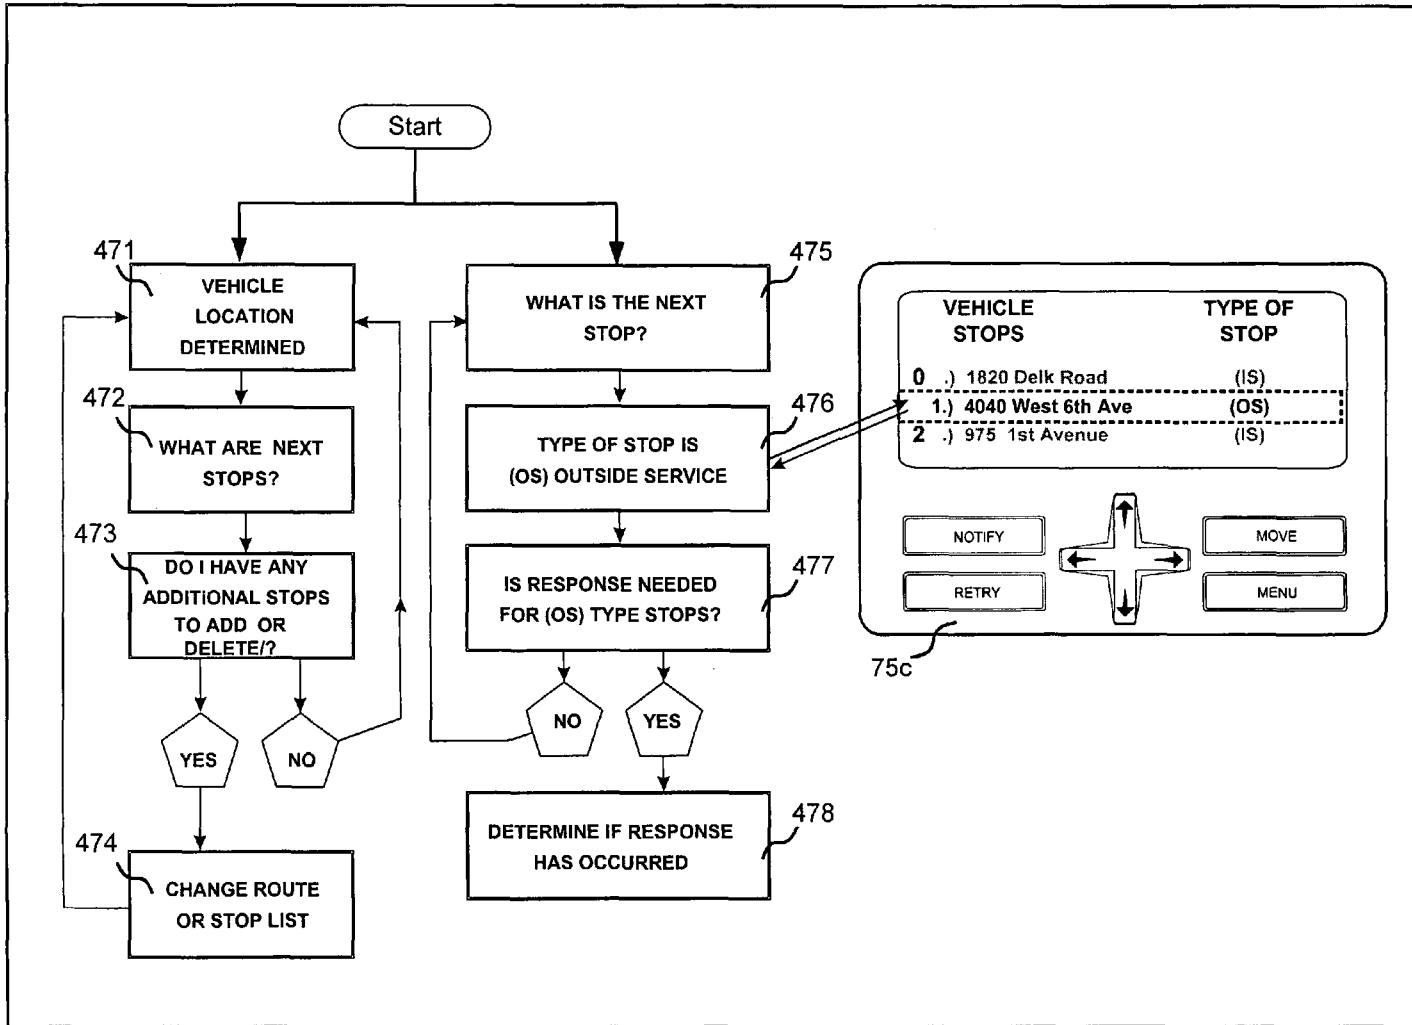 Start
471
VEHICLE
LOCATION
DETERMINED
472
WHAT ARE NEXT
STOPS?
473
DO I HAVE ANY
ADDITIONAL STOPS
TO ADD OR
DELETE/?
YES
NO
474
CHANGE ROUTE
OR STOP LIST
475
WHAT IS THE NEXT
STOP?
476
TYPE OF STOP IS
(OS) OUTSIDE SERVICE
477
IS RESPONSE NEEDED
FOR (OS) TYPE STOPS?
NO
YES
478
DETERMINE IF RESPONSE
HAS OCCURRED
VEHICLE
STOPS
TYPE OF
STOP
0 .) 1820 Delk Road (IS)
1.) 4040 West 6th Ave (OS)
2 .) 975 1st Avenue (IS)
NOTIFY
MOVE
RETRY
MENU
75c